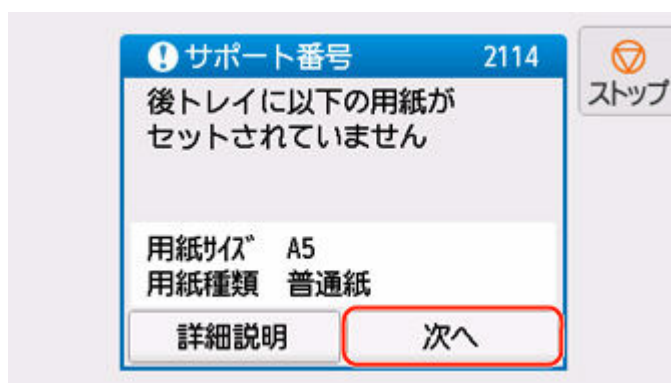 サポート番号 2114
ストップ
後トレイに以下の用紙が
セットされていません
用紙ｻｲｽﾞ A5
用紙種類 普通紙
詳細説明 次へ